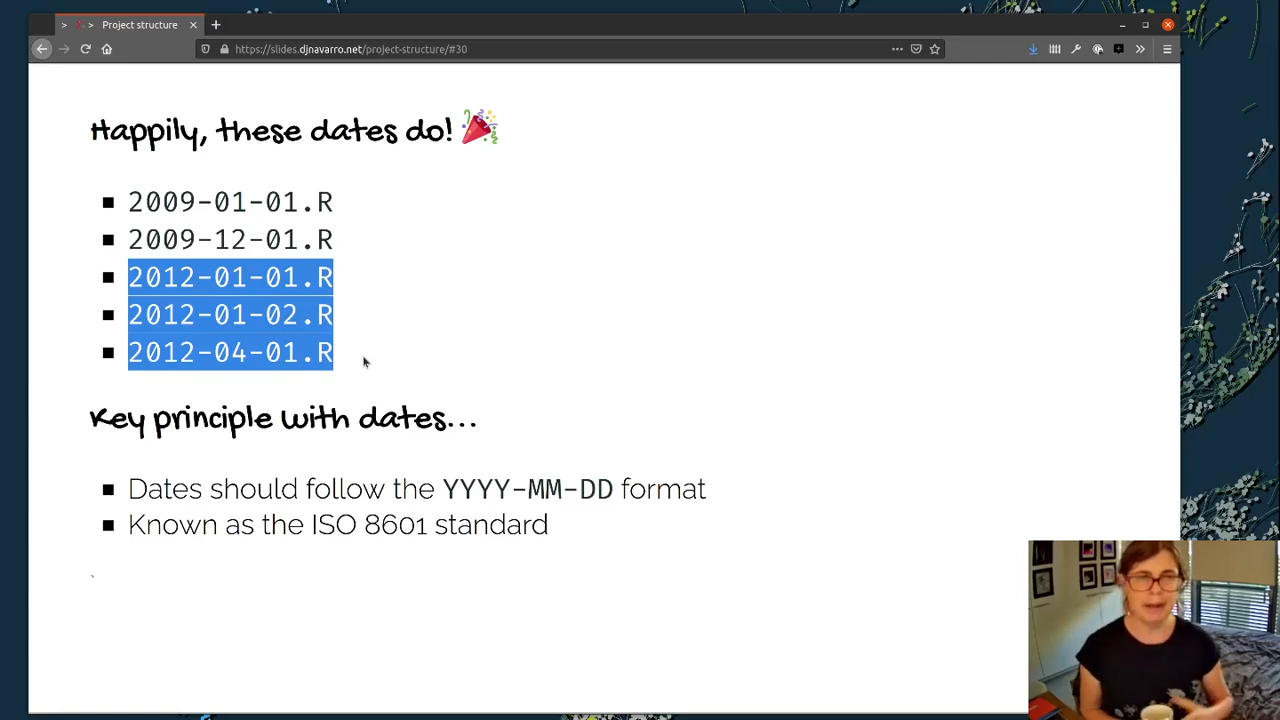 > R > Project structure
https://slides.djnavarro.net/project-structure/#30
Happily, these dates do!
2009-01-01.R
2009-12-01.R
2012-01-01.R
2012-01-02.R
2012-04-01.R
Key principle with dates...
Dates should follow the YYYY-MM-DD format
Known as the ISO 8601 standard
`